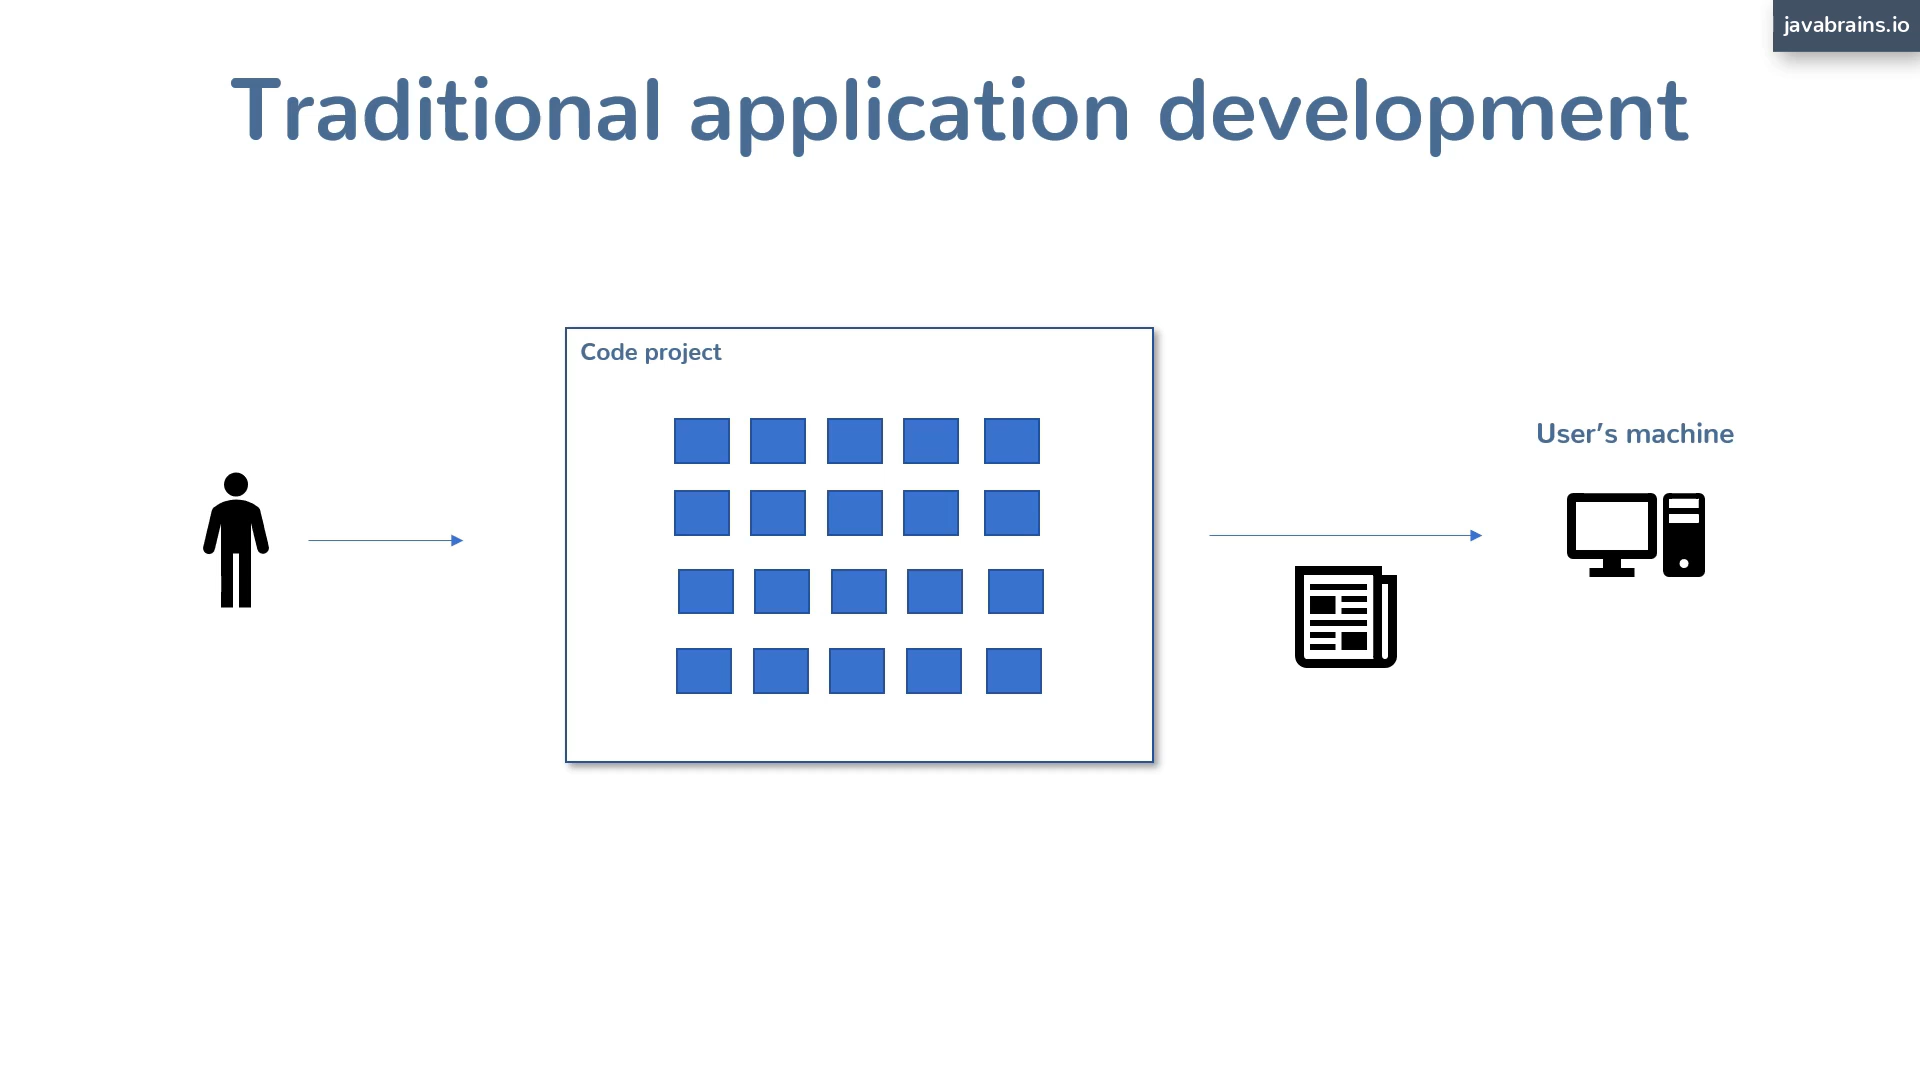 javabrains.io
Traditional application development
Code project
User’s machine